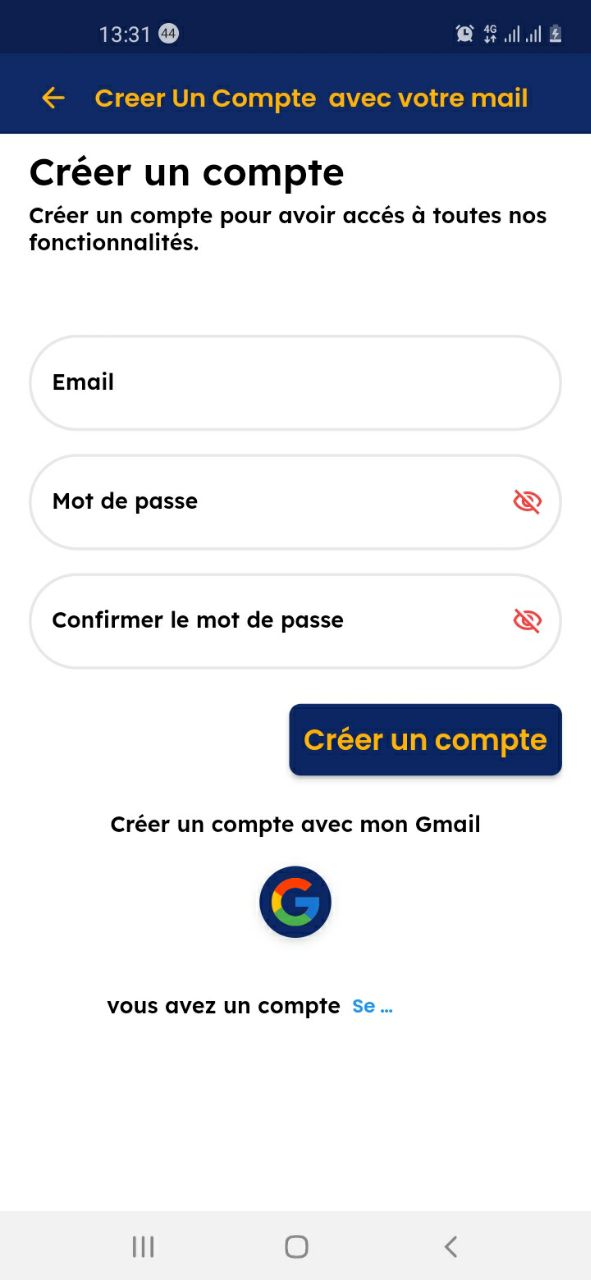 13:31 44 4G
Creer Un Compte avec votre mail
Créer un compte
Créer un compte pour avoir accés à toutes nos
fonctionnalités.
Email
Mot de passe
Confirmer le mot de passe
Créer un compte
Créer un compte avec mon Gmail
G
vous avez un compte Se ...